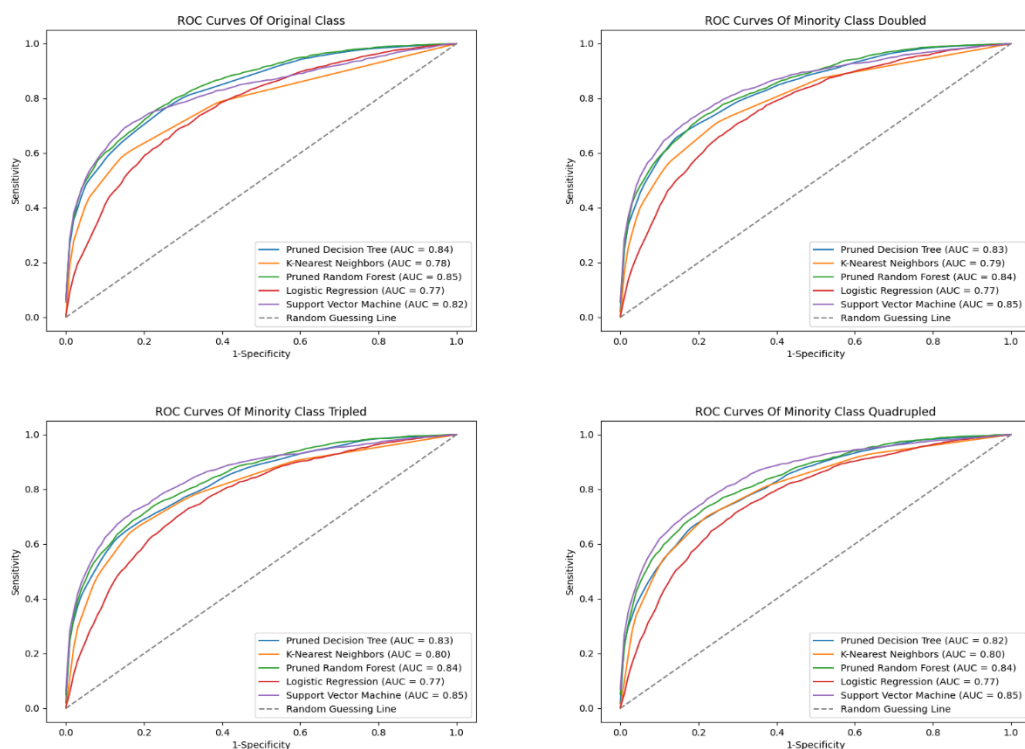 ROC Curves Of Original Class
1.0
0.8
0.6
0.4
0.2
0.0
Sensitivity
Pruned Decision Tree (AUC = 0.84)
K-Nearest Neighbors (AUC = 0.78)
Pruned Random Forest (AUC = 0.85)
Logistic Regression (AUC = 0.77)
Support Vector Machine (AUC = 0.82)
Random Guessing Line
0.0 0.2 0.4 0.6 0.8 1.0
1-Specificity
ROC Curves Of Minority Class Doubled
1.0
0.8
0.6
0.4
0.2
0.0
Sensitivity
Pruned Decision Tree (AUC = 0.83)
K-Nearest Neighbors (AUC = 0.79)
Pruned Random Forest (AUC = 0.84)
Logistic Regression (AUC = 0.77)
Support Vector Machine (AUC = 0.85)
Random Guessing Line
0.0 0.2 0.4 0.6 0.8 1.0
1-Specificity
ROC Curves Of Minority Class Tripled
1.0
0.8
0.6
0.4
0.2
0.0
Sensitivity
Pruned Decision Tree (AUC = 0.83)
K-Nearest Neighbors (AUC = 0.80)
Pruned Random Forest (AUC = 0.84)
Logistic Regression (AUC = 0.77)
Support Vector Machine (AUC = 0.85)
Random Guessing Line
0.0 0.2 0.4 0.6 0.8 1.0
1-Specificity
ROC Curves Of Minority Class Quadrupled
1.0
0.8
0.6
0.4
0.2
0.0
Sensitivity
Pruned Decision Tree (AUC = 0.82)
K-Nearest Neighbors (AUC = 0.80)
Pruned Random Forest (AUC = 0.84)
Logistic Regression (AUC = 0.77)
Support Vector Machine (AUC = 0.85)
Random Guessing Line
0.0 0.2 0.4 0.6 0.8 1.0
1-Specificity